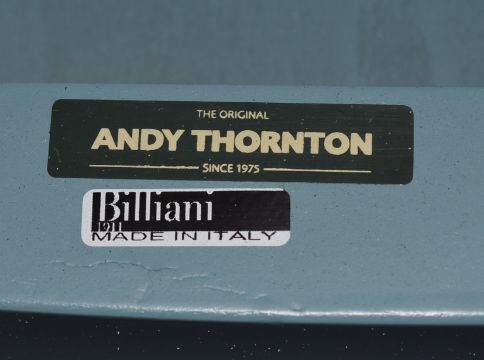 THE ORIGINAL
ANDY THORNTON
SINCE 1975
Billiani
1911
MADE IN ITALY